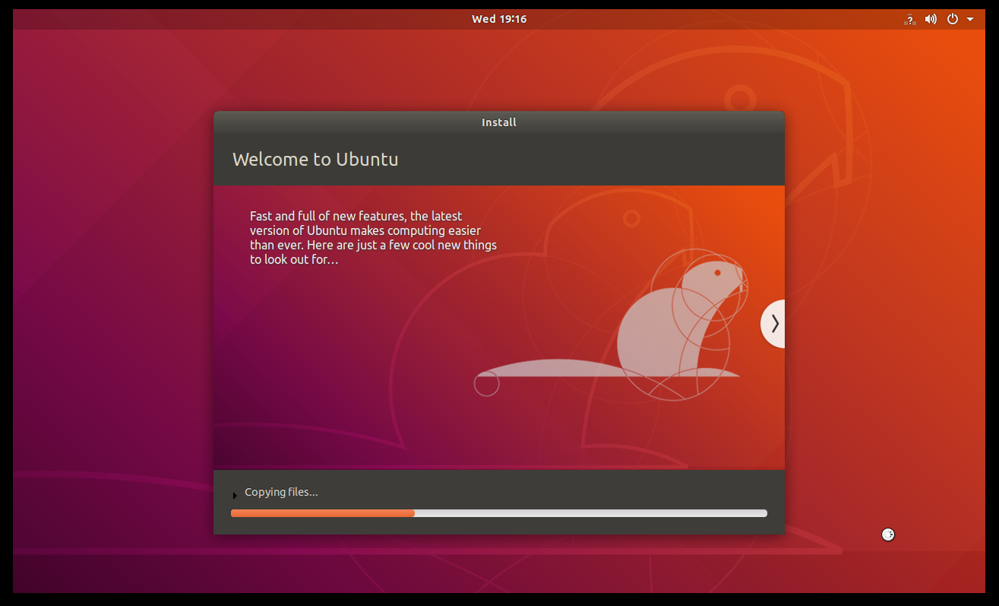 Wed 19:16
?
Install
Welcome to Ubuntu
Fast and full of new features, the latest
version of Ubuntu makes computing easier
than ever. Here are just a few cool new things
to look out for…
Copying files…